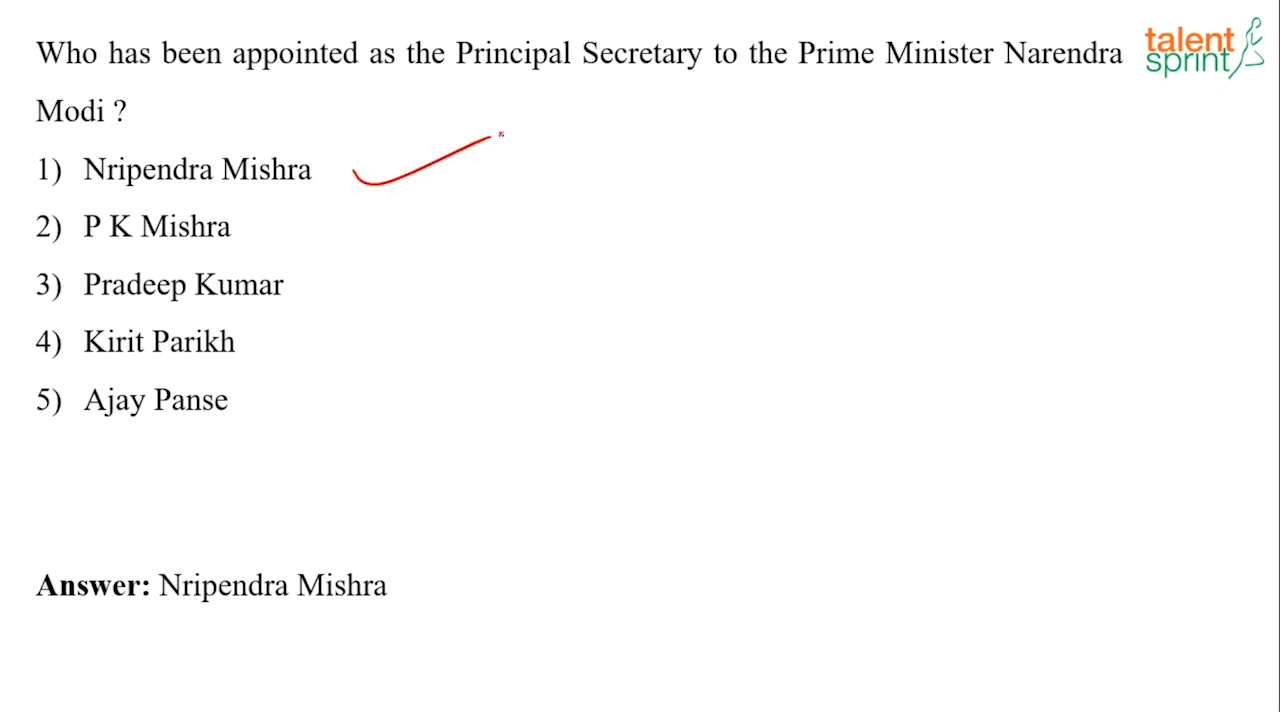 Who has been appointed as the Principal Secretary to the Prime Minister Narendra
Modi ?
1) Nripendra Mishra
2) P K Mishra
3) Pradeep Kumar
4) Kirit Parikh
5) Ajay Panse
Answer: Nripendra Mishra
talent
sprint